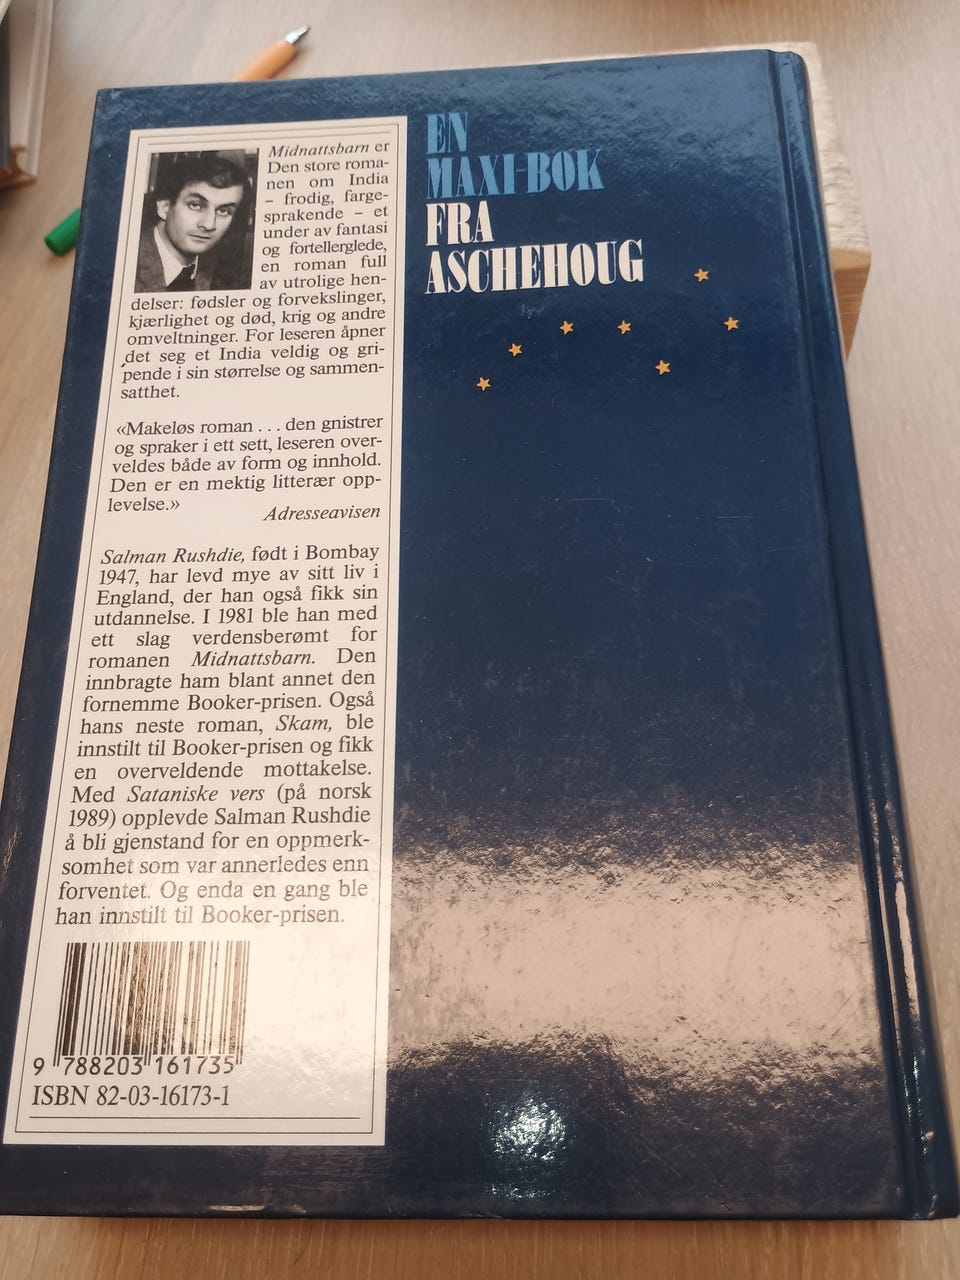 Midnattsbarn er
Den store roma-
nen om India
– frodig, farge-
sprakende – et
under av fantasi
og fortellerglede,
en roman full
av utrolige hen-
delser: fødsler og forvekslinger,
kjærlighet og død, krig og andre
omveltninger. For leseren åpner
det seg et India veldig og gri-
pende i sin størrelse og sammen-
satthet.
«Makeløs roman . . . den gnistrer
og spraker i ett sett, leseren over-
veldes både av form og innhold.
Den er en mektig litterær opp-
levelse.»
Adresseavisen
Salman Rushdie, født i Bombay
1947, har levd mye av sitt liv i
England, der han også fikk sin
utdannelse. I 1981 ble han med
ett slag verdensberømt for
romanen Midnattsbarn. Den
innbragte ham blant annet den
fornemme Booker-prisen. Også
hans neste roman, Skam, ble
innstilt til Booker-prisen og fikk
en overveldende mottakelse.
Med Sataniske vers (på norsk
1989) opplevde Salman Rushdie
å bli gjenstand for en oppmerk-
somhet som var annerledes enn
forventet. Og enda en gang ble
han innstilt til Booker-prisen.
9 788203 161735
ISBN 82-03-16173-1
EN
MAXI-BOK
FRA
ASCHEHOUG